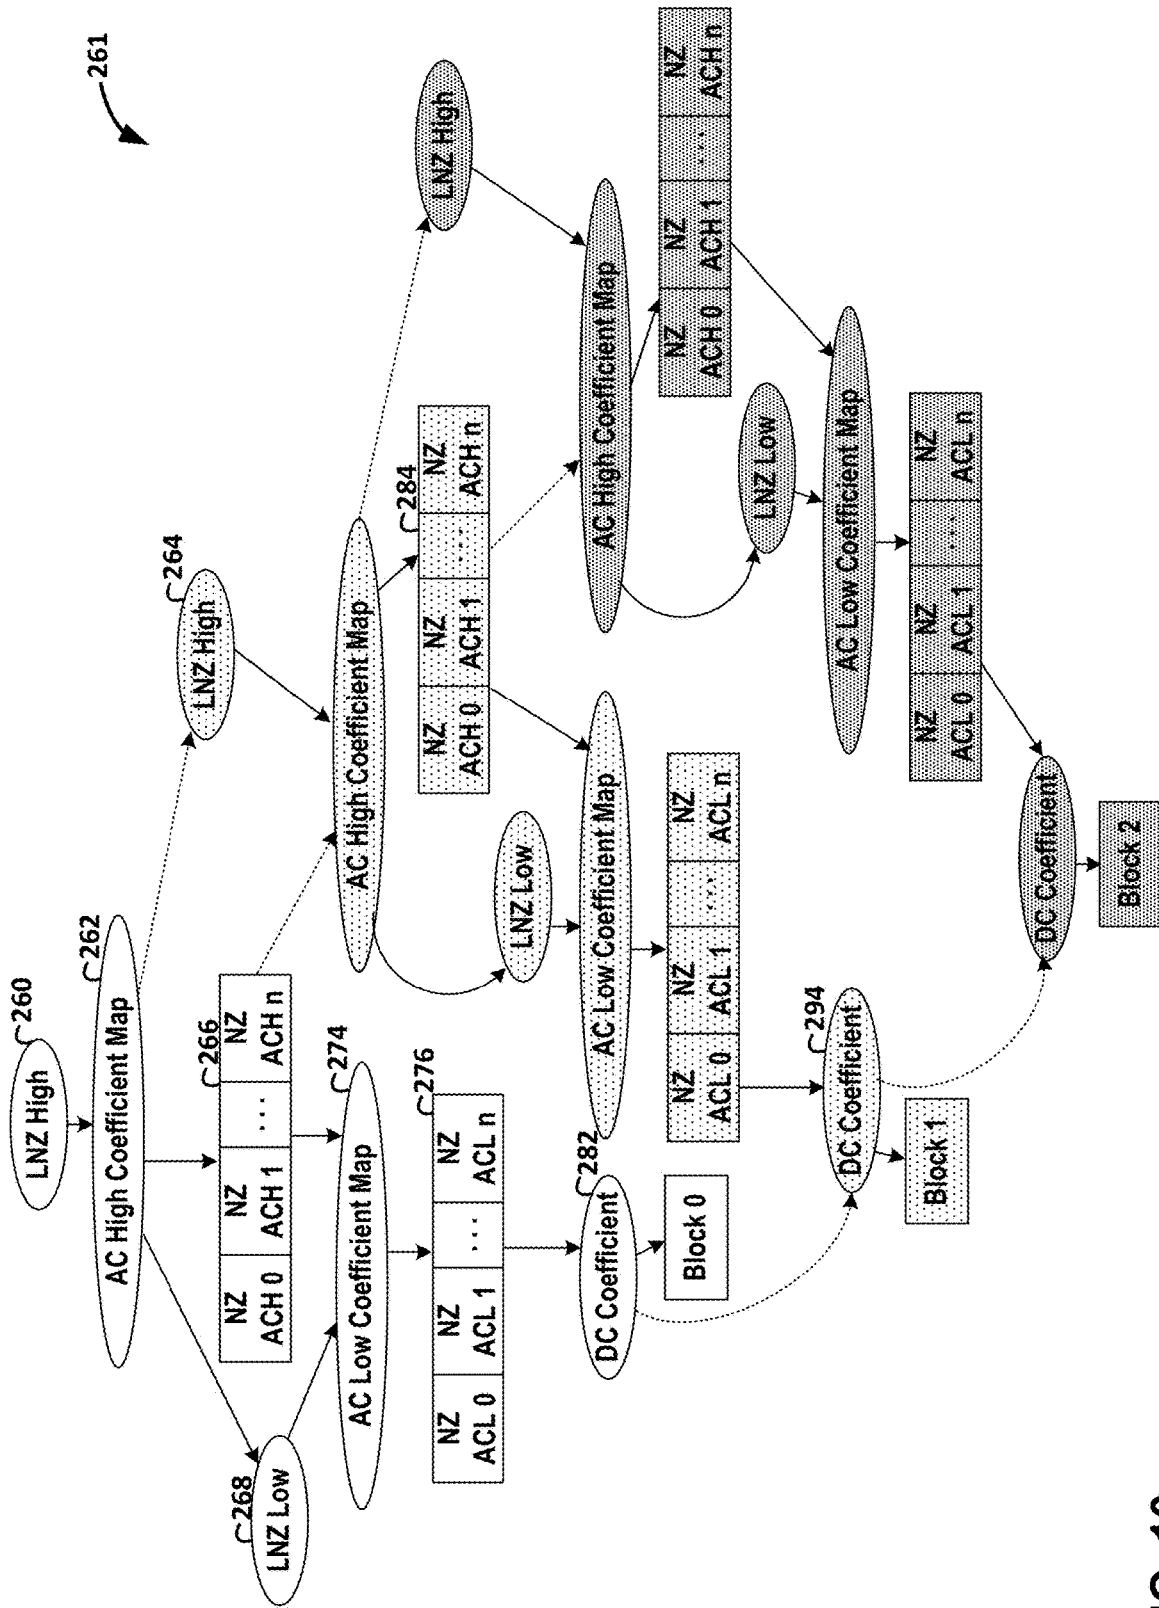 261
LNZ High
260
AC High Coefficient Map
262
NZ ACH 0
NZ ACH 1
...
NZ ACH n
266
LNZ Low
268
AC Low Coefficient Map
274
NZ ACL 0
NZ ACL 1
...
NZ ACL n
276
DC Coefficient
282
Block 0
LNZ High
264
AC High Coefficient Map
NZ ACH 0
NZ ACH 1
...
NZ ACH n
284
LNZ Low
AC Low Coefficient Map
NZ ACL 0
NZ ACL 1
...
NZ ACL n
DC Coefficient
294
Block 1
LNZ High
AC High Coefficient Map
NZ ACH 0
NZ ACH 1
...
NZ ACH n
LNZ Low
AC Low Coefficient Map
NZ ACL 0
NZ ACL 1
...
NZ ACL n
DC Coefficient
Block 2